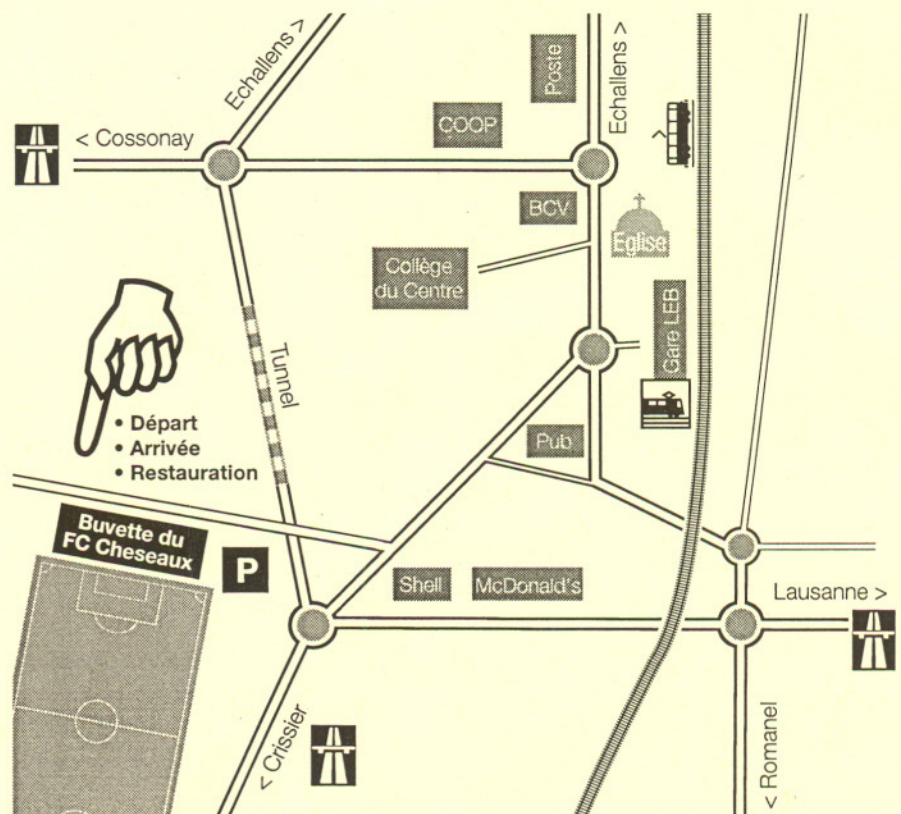 Echallens >
Poste
Echallens >
COOP
< Cossonay
BCV
Eglise
Collège
du Centre
Gare LEB
Tunnel
• Départ
• Arrivée
• Restauration
Pub
Buvette du
FC Cheseaux
P
Shell
McDonald's
Lausanne >
< Crissier
< Romanel